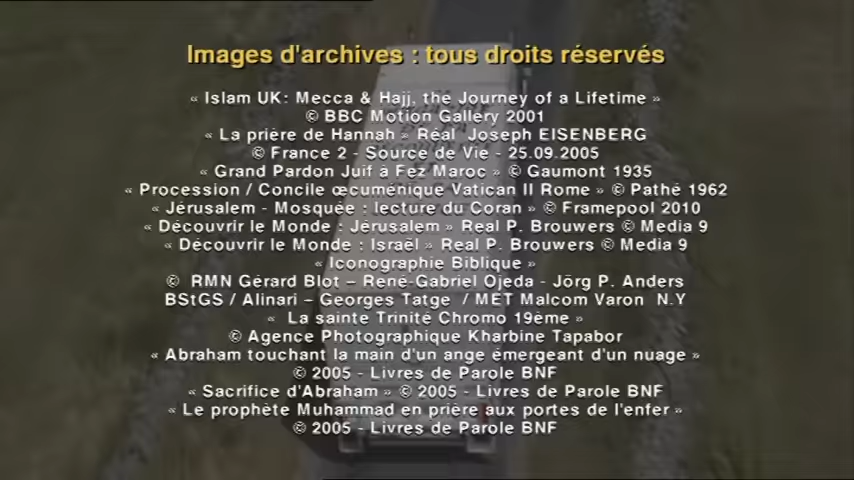 Images d'archives : tous droits réservés
« Islam UK: Mecca & Hajj, the Journey of a Lifetime »
© BBC Motion Gallery 2001
« La prière de Hannah » Réal Joseph EISENBERG
© France 2 - Source de Vie - 25.09.2005
« Grand Pardon Juif à Fez Maroc » © Gaumont 1935
« Procession / Concile œcuménique Vatican II Rome » © Pathé 1962
« Jérusalem - Mosquée : lecture du Coran » © Framepool 2010
« Découvrir le Monde : Jérusalem » Real P. Brouwers © Media 9
« Découvrir le Monde : Israël » Real P. Brouwers © Media 9
« Iconographie Biblique »
© RMN Gérard Blot – René-Gabriel Ojeda - Jörg P. Anders
BStGS / Alinari – Georges Tatge / MET Malcom Varon N.Y
« La sainte Trinité Chromo 19ème »
© Agence Photographique Kharbine Tapabor
« Abraham touchant la main d'un ange émergeant d'un nuage »
© 2005 - Livres de Parole BNF
« Sacrifice d'Abraham » © 2005 - Livres de Parole BNF
« Le prophète Muhammad en prière aux portes de l'enfer »
© 2005 - Livres de Parole BNF